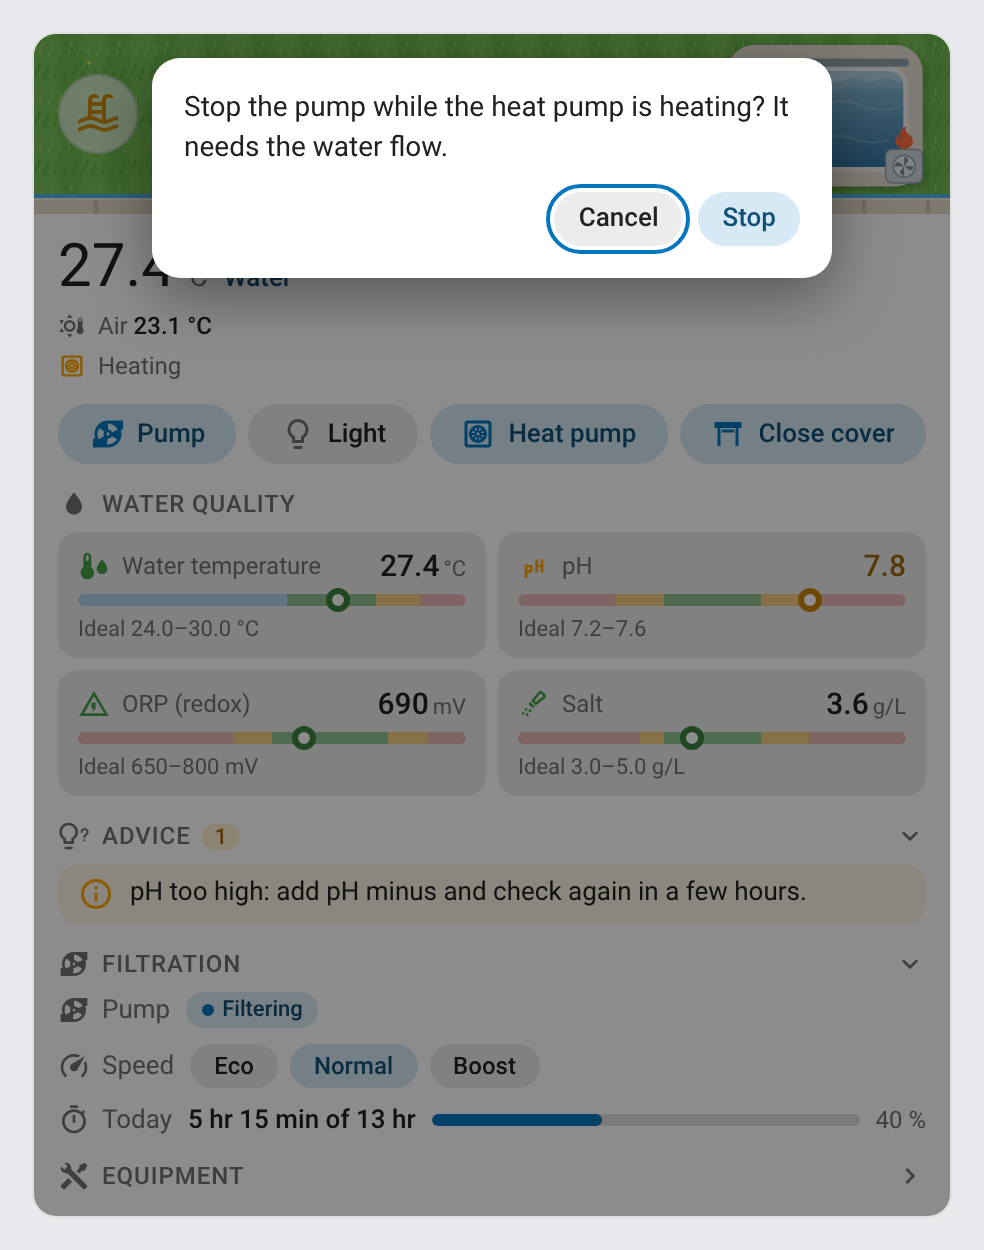 Stop the pump while the heat pump is heating? It
needs the water flow.
Cancel Stop
27.4 °C Water
Air 23.1 °C
Heating
Pump Light Heat pump Close cover
WATER QUALITY
Water temperature 27.4 °C
Ideal 24.0–30.0 °C
pH 7.8
Ideal 7.2–7.6
ORP (redox) 690 mV
Ideal 650–800 mV
Salt 3.6 g/L
Ideal 3.0–5.0 g/L
ADVICE 1
pH too high: add pH minus and check again in a few hours.
FILTRATION
Pump Filtering
Speed Eco Normal Boost
Today 5 hr 15 min of 13 hr 40 %
EQUIPMENT